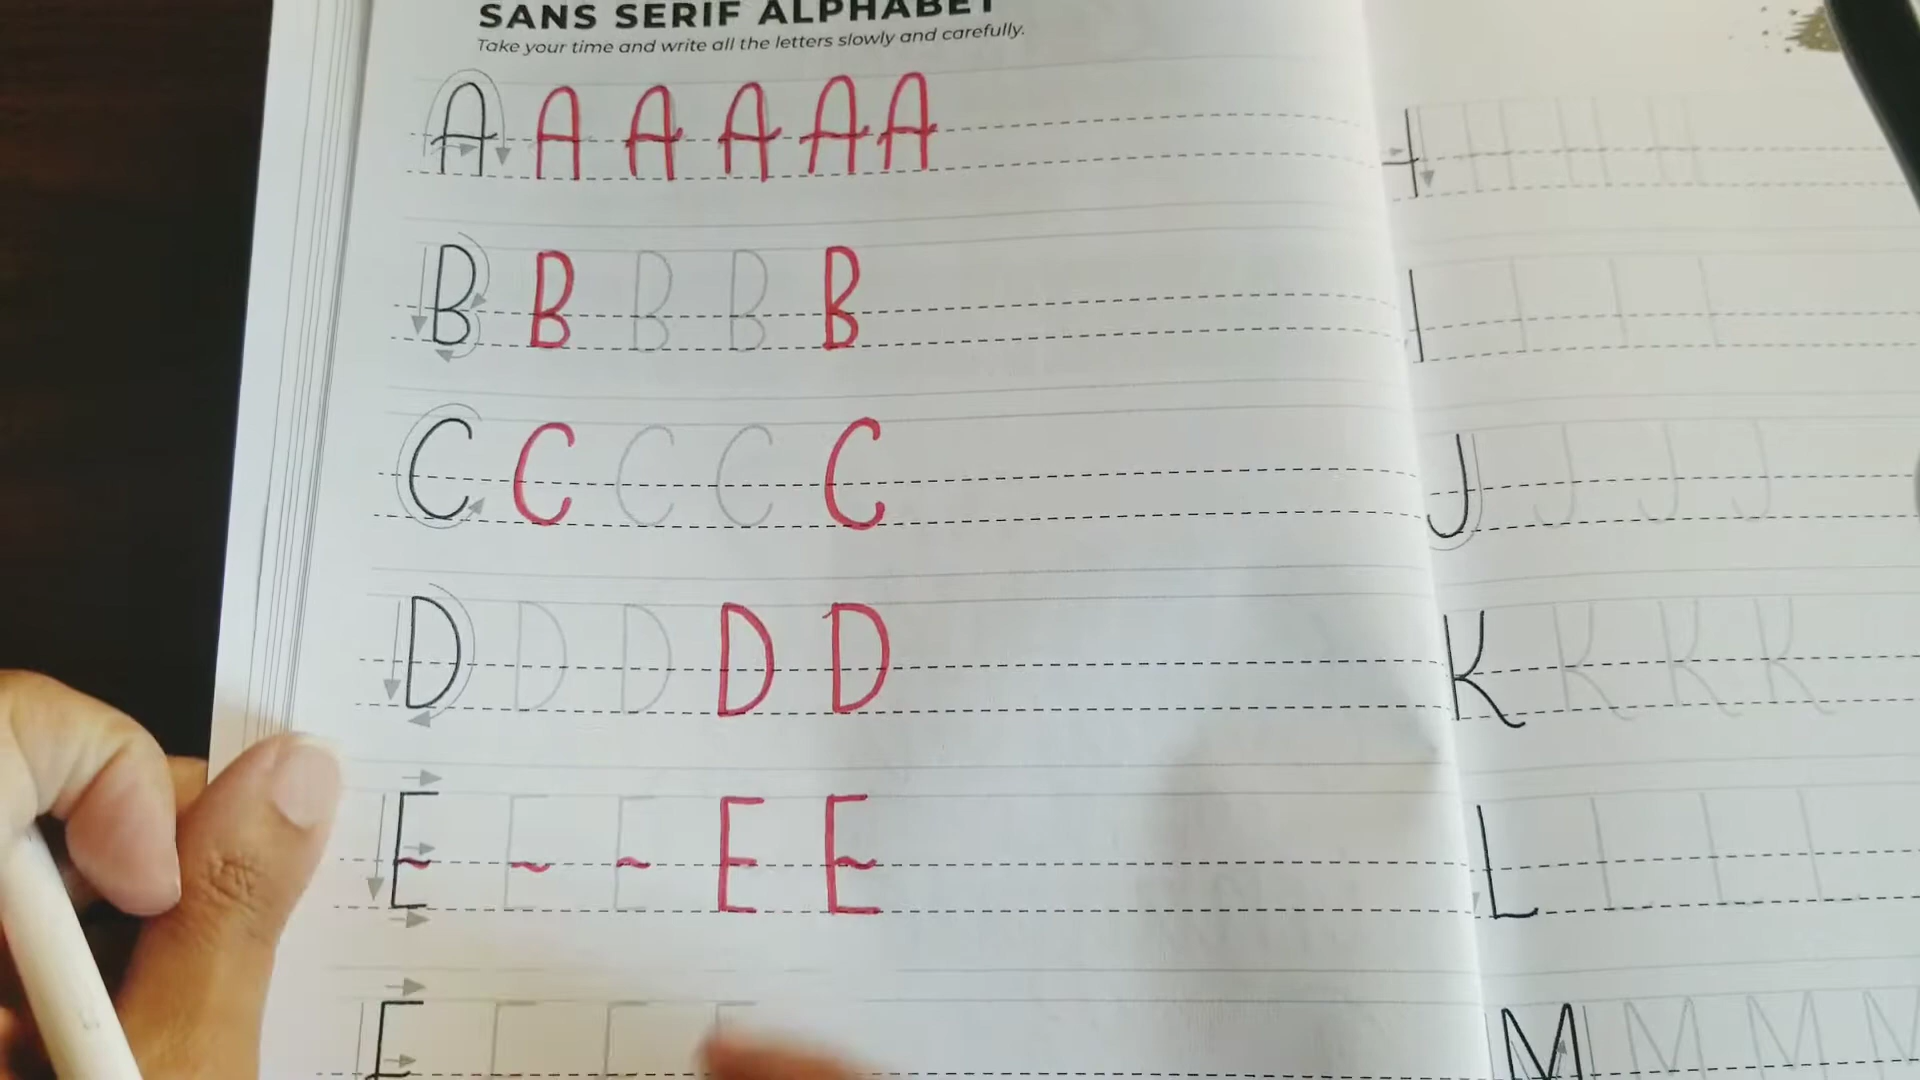 SANS SERIF ALPHABET
Take your time and write all the letters slowly and carefully.
A A A A A A
B B B B B
C C C C C
D D D D D
E E E E E
F F F F
H H H H
I I I I
J J J J
K K K K
L L L L
M M M M